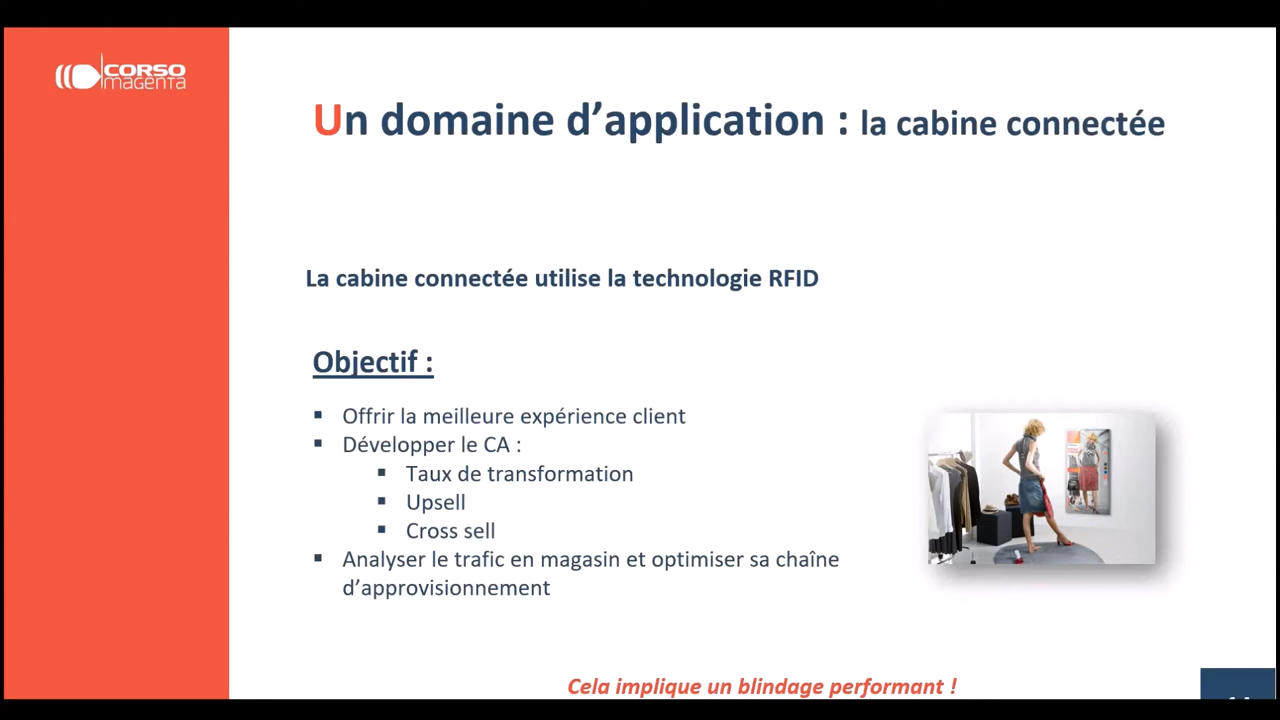 CORSO
magenta
Un domaine d’application : la cabine connectée
La cabine connectée utilise la technologie RFID
Objectif :
▪ Offrir la meilleure expérience client
▪ Développer le CA :
▪ Taux de transformation
▪ Upsell
▪ Cross sell
▪ Analyser le trafic en magasin et optimiser sa chaîne
d’approvisionnement
Cela implique un blindage performant !